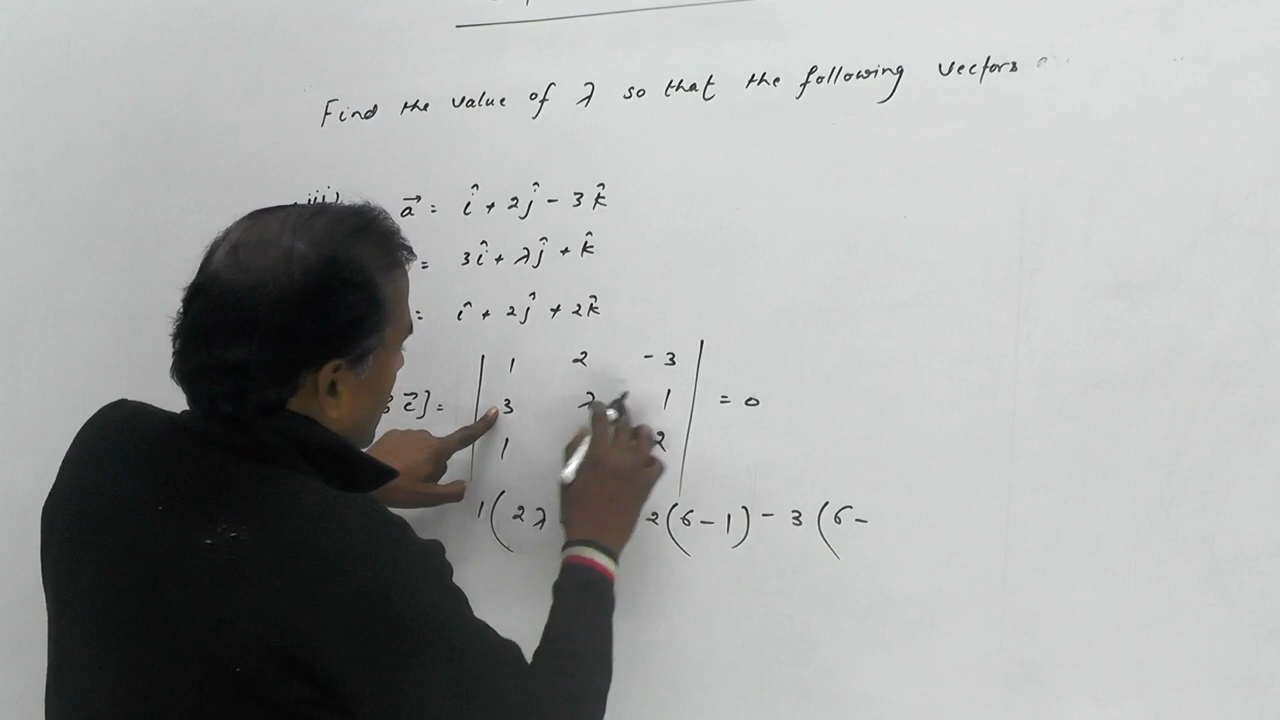 Find the value of λ so that the following vectors
iii) a⃗ = î + 2ĵ - 3k̂
= 3î + λĵ + k̂
= î + 2ĵ + 2k̂
c⃗] = | 1 2 -3 |
| 3 λ 1 | = 0
| 1 2 |
1(2λ 2(6-1) - 3(6-